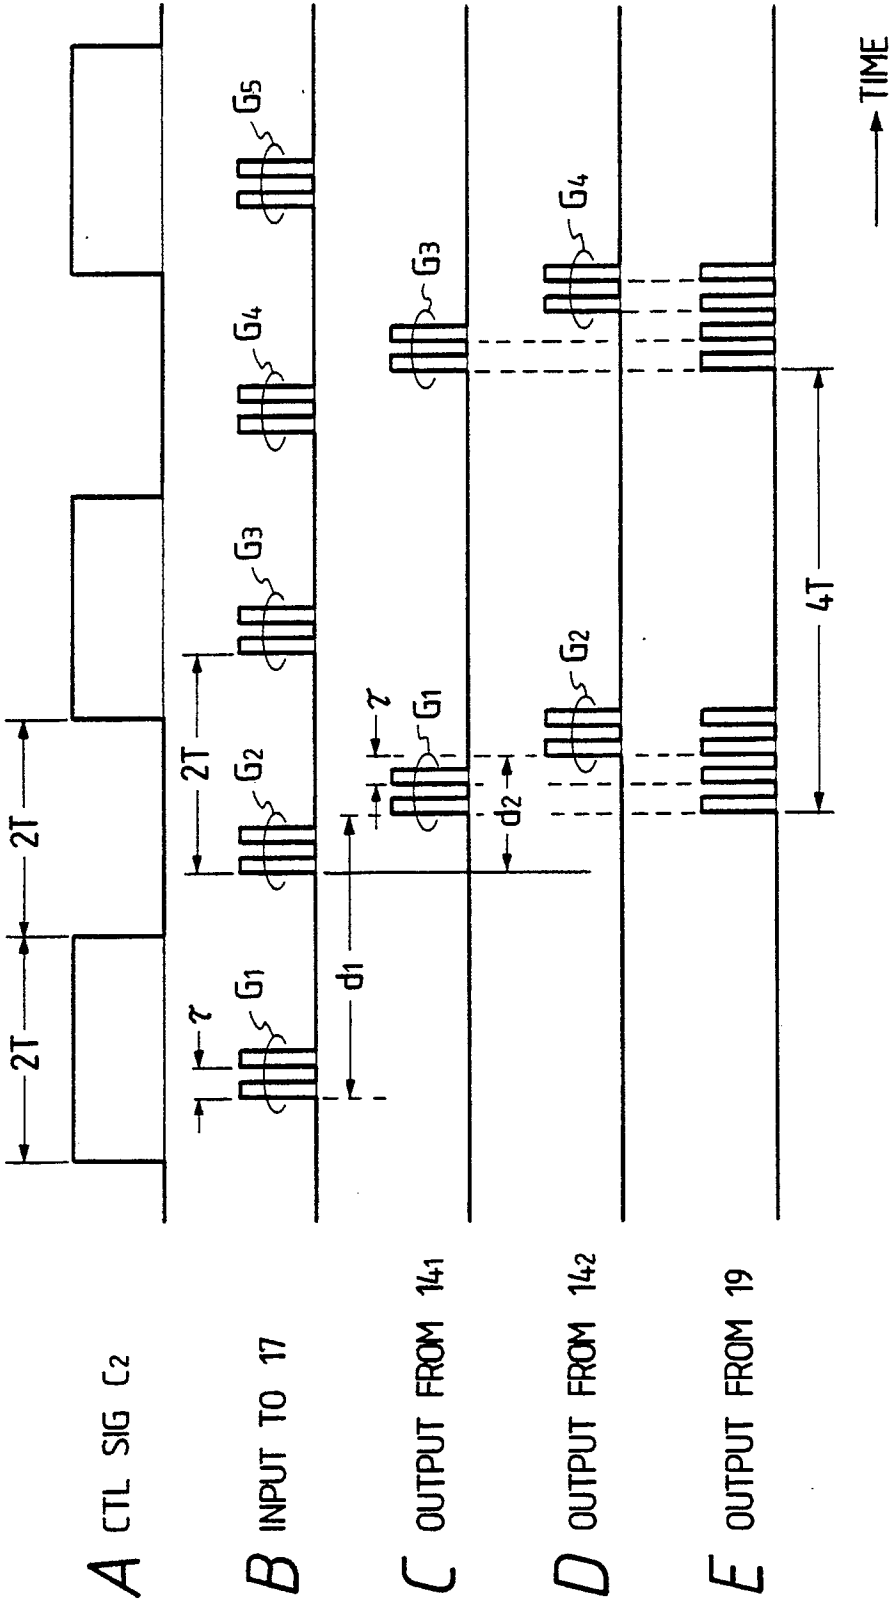 A CTL SIG C2
2T
2T
B INPUT TO 17
τ
G1
G2
2T
G3
G4
G5
C OUTPUT FROM 141
d1
τ
G1
G3
D OUTPUT FROM 142
d2
G2
G4
E OUTPUT FROM 19
4T
TIME